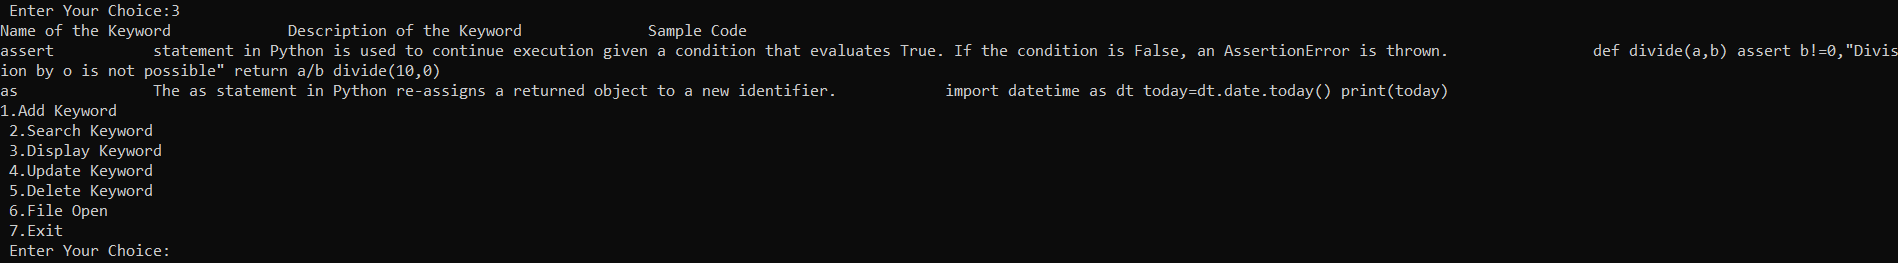 Enter Your Choice:3
Name of the Keyword Description of the Keyword Sample Code
assert statement in Python is used to continue execution given a condition that evaluates True. If the condition is False, an AssertionError is thrown. def divide(a,b) assert b!=0,"Divis
ion by o is not possible" return a/b divide(10,0)
as The as statement in Python re-assigns a returned object to a new identifier. import datetime as dt today=dt.date.today() print(today)
1.Add Keyword
2.Search Keyword
3.Display Keyword
4.Update Keyword
5.Delete Keyword
6.File Open
7.Exit
Enter Your Choice: